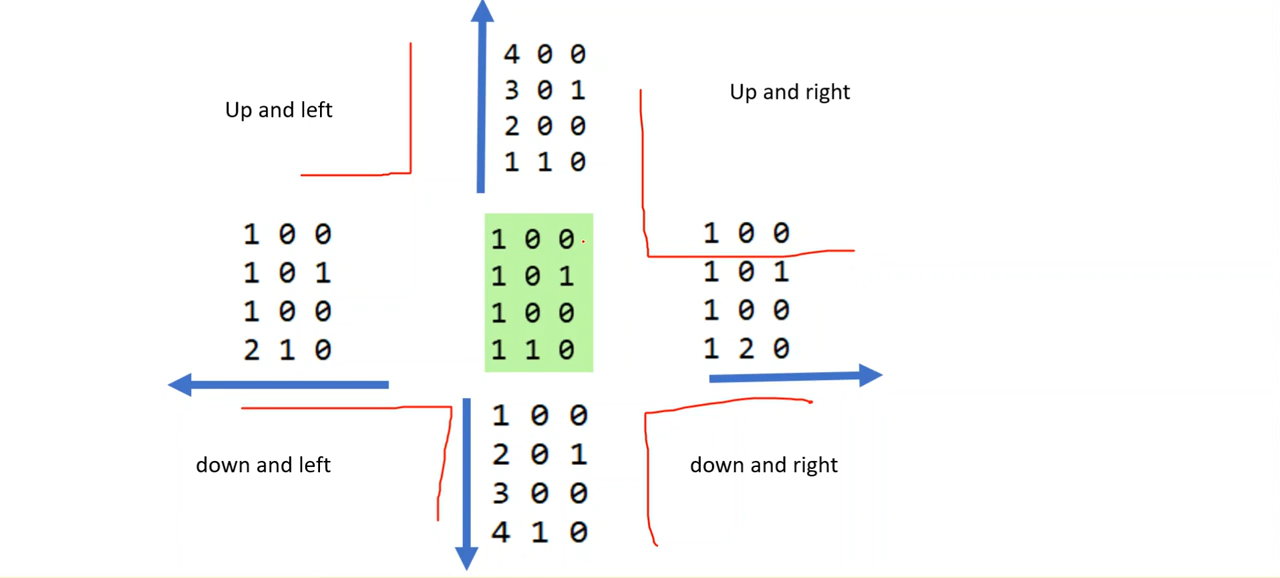 4 0 0
3 0 1
2 0 0
1 1 0
Up and left
Up and right
1 0 0
1 0 1
1 0 0
2 1 0
1 0 0
1 0 1
1 0 0
1 1 0
1 0 0
1 0 1
1 0 0
1 2 0
1 0 0
2 0 1
3 0 0
4 1 0
down and left
down and right